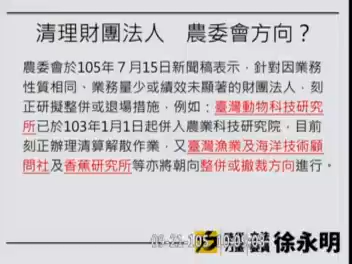 清理財團法人　農委會方向？
農委會於105年7月15日新聞稿表示，針對因業務
性質相同、業務量少或績效未顯著的財團法人，刻
正研擬整併或退場措施，例如：臺灣動物科技研究
所已於103年1月1日起併入農業科技研究院，目前
刻正辦理清算解散作業，又臺灣漁業及海洋技術顧
問社及香蕉研究所等亦將朝向整併或撤裁方向進行。
徐永明